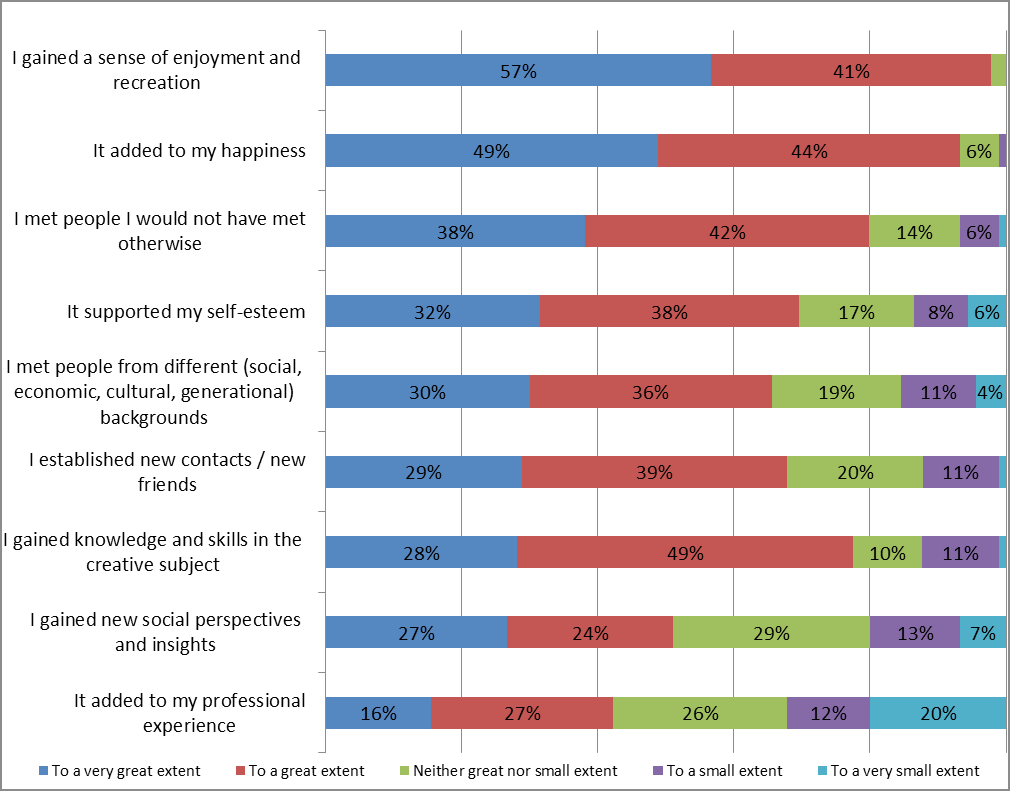 I gained a sense of enjoyment and
recreation
57% 41%
It added to my happiness
49% 44% 6%
I met people I would not have met
otherwise
38% 42% 14% 6%
It supported my self-esteem
32% 38% 17% 8% 6%
I met people from different (social,
economic, cultural, generational)
backgrounds
30% 36% 19% 11% 4%
I established new contacts / new
friends
29% 39% 20% 11%
I gained knowledge and skills in the
creative subject
28% 49% 10% 11%
I gained new social perspectives
and insights
27% 24% 29% 13% 7%
It added to my professional
experience
16% 27% 26% 12% 20%
To a very great extent To a great extent Neither great nor small extent To a small extent To a very small extent